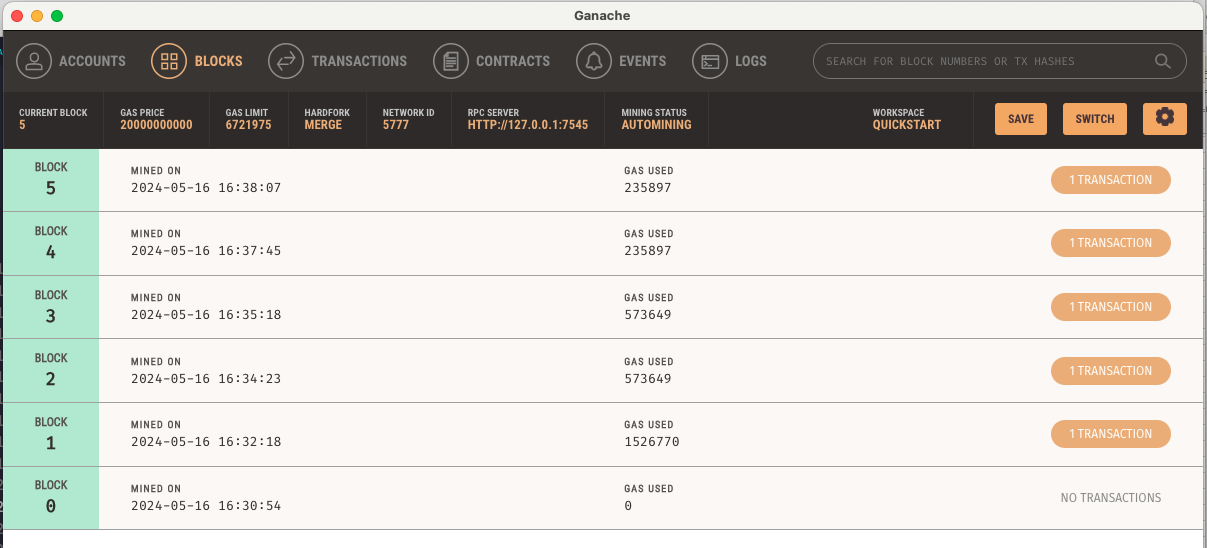 Ganache
ACCOUNTS BLOCKS TRANSACTIONS CONTRACTS EVENTS LOGS SEARCH FOR BLOCK NUMBERS OR TX HASHES
CURRENT BLOCK GAS PRICE GAS LIMIT HARDFORK NETWORK ID RPC SERVER MINING STATUS WORKSPACE
5 20000000000 6721975 MERGE 5777 HTTP://127.0.0.1:7545 AUTOMINING QUICKSTART SAVE SWITCH
BLOCK MINED ON GAS USED
5 2024-05-16 16:38:07 235897 1 TRANSACTION
BLOCK MINED ON GAS USED
4 2024-05-16 16:37:45 235897 1 TRANSACTION
BLOCK MINED ON GAS USED
3 2024-05-16 16:35:18 573649 1 TRANSACTION
BLOCK MINED ON GAS USED
2 2024-05-16 16:34:23 573649 1 TRANSACTION
BLOCK MINED ON GAS USED
1 2024-05-16 16:32:18 1526770 1 TRANSACTION
BLOCK MINED ON GAS USED
0 2024-05-16 16:30:54 0 NO TRANSACTIONS